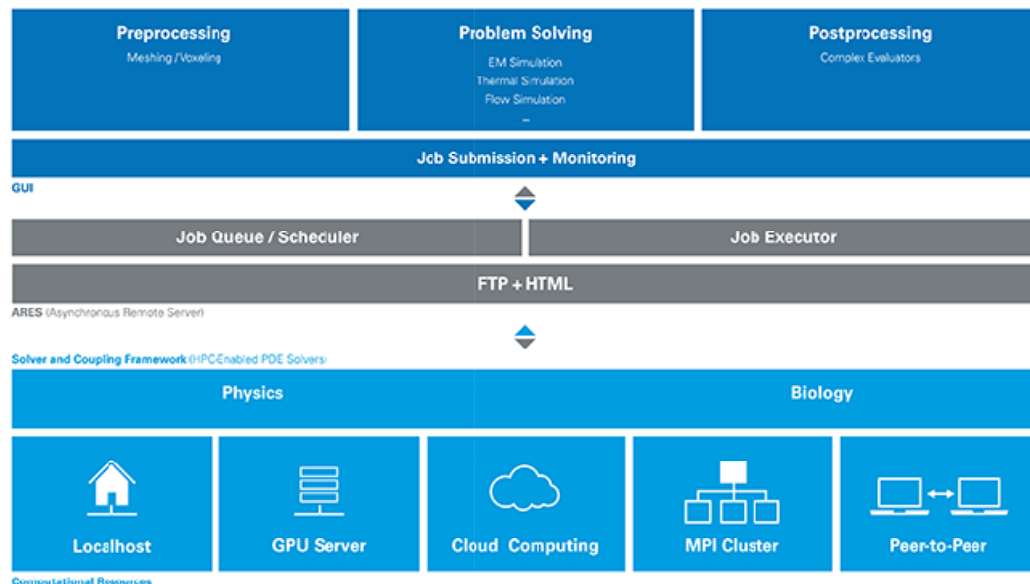 Preprocessing
Meshing / Voxeling
Problem Solving
EM Simulation
Thermal Simulation
Flow Simulation
...
Postprocessing
Complex Evaluators
Job Submission + Monitoring
GUI
Job Queue / Scheduler
Job Executor
FTP + HTML
ARES (Asynchronous Remote Server)
Solver and Coupling Framework (HPC-Enabled PDE Solvers)
Physics
Biology
Localhost
GPU Server
Cloud Computing
MPI Cluster
Peer-to-Peer
Computational Resources